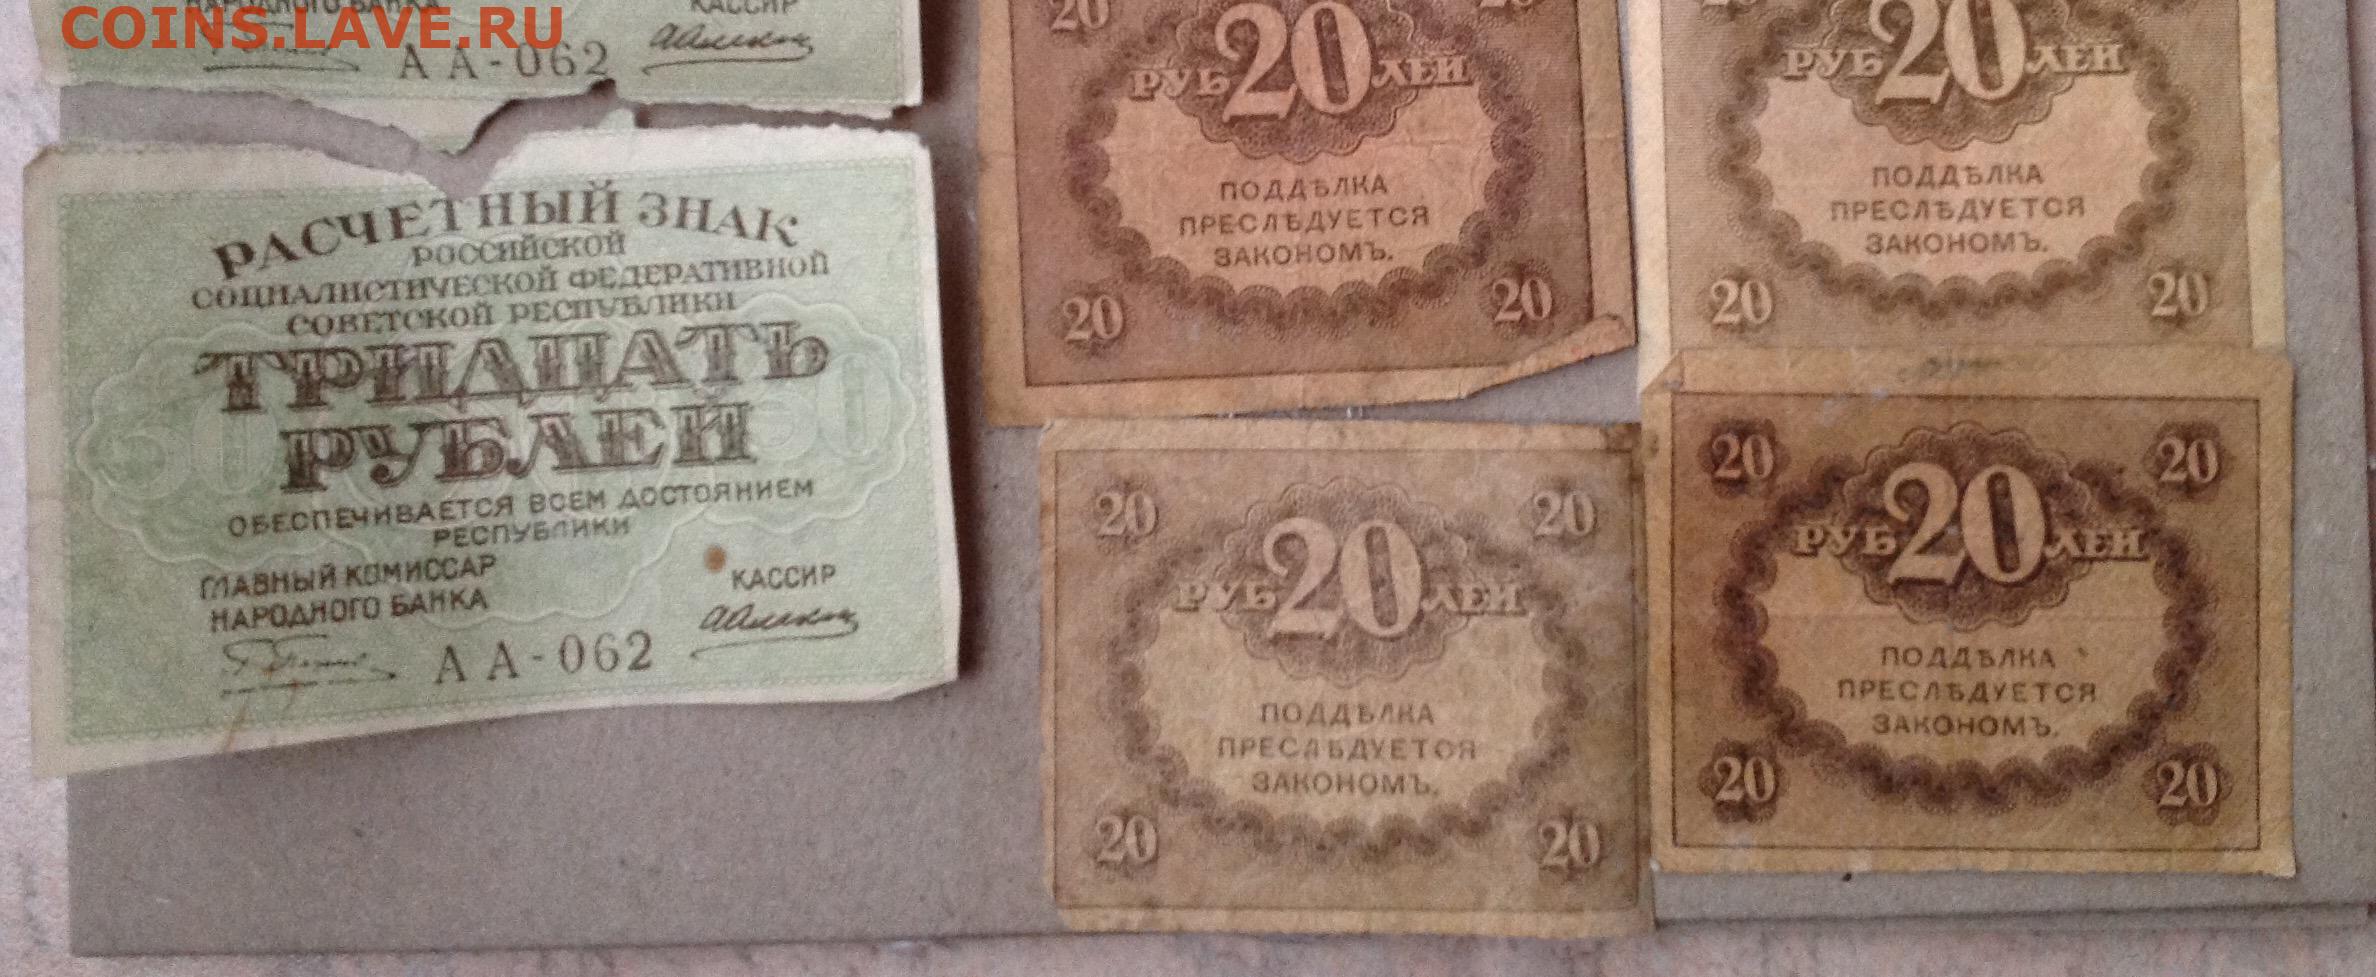 COINS.LAVE.RU
НАРОДНОГО БАНКА
КАССИР
АА-062
РАСЧЕТНЫЙ ЗНАК
РОССИЙСКОЙ
СОЦИАЛИСТИЧЕСКОЙ ФЕДЕРАТИВНОЙ
СОВЕТСКОЙ РЕСПУБЛИКИ
ТРИДЦАТЬ
РУБЛЕЙ
ОБЕСПЕЧИВАЕТСЯ ВСЕМ ДОСТОЯНИЕМ
РЕСПУБЛИКИ
ГЛАВНЫЙ КОМИССАР
НАРОДНОГО БАНКА
КАССИР
АА-062
20
РУБ 20 ЛЕЙ
ПОДДѢЛКА
ПРЕСЛѢДУЕТСЯ
ЗАКОНОМЪ.
20 20
РУБ 20 ЛЕЙ
ПОДДѢЛКА
ПРЕСЛѢДУЕТСЯ
ЗАКОНОМЪ.
20 20
20 20
РУБ 20 ЛЕЙ
ПОДДѢЛКА
ПРЕСЛѢДУЕТСЯ
ЗАКОНОМЪ.
20 20
20 20
РУБ 20 ЛЕЙ
ПОДДѢЛКА
ПРЕСЛѢДУЕТСЯ
ЗАКОНОМЪ.
20 20